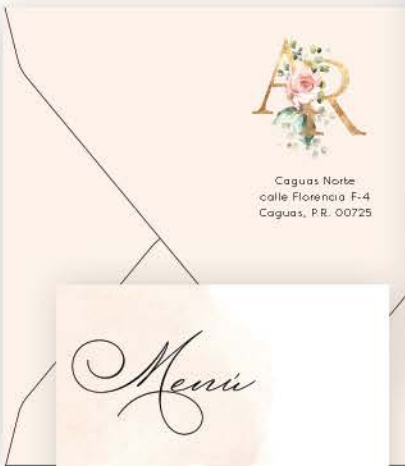 AR
Caguas Norte
calle Florencia F-4
Caguas, P.R. 00725
Menú